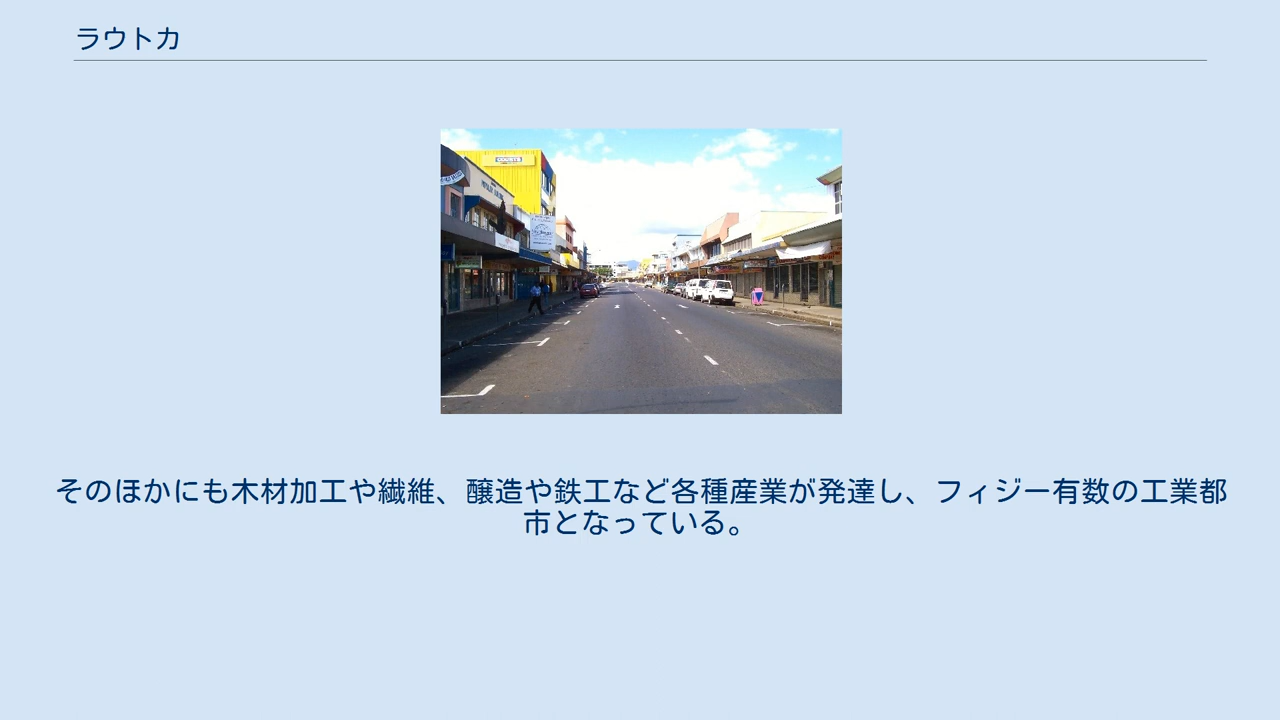 ラウトカ
COURTS
そのほかにも木材加工や繊維、醸造や鉄工など各種産業が発達し、フィジー有数の工業都
市となっている。